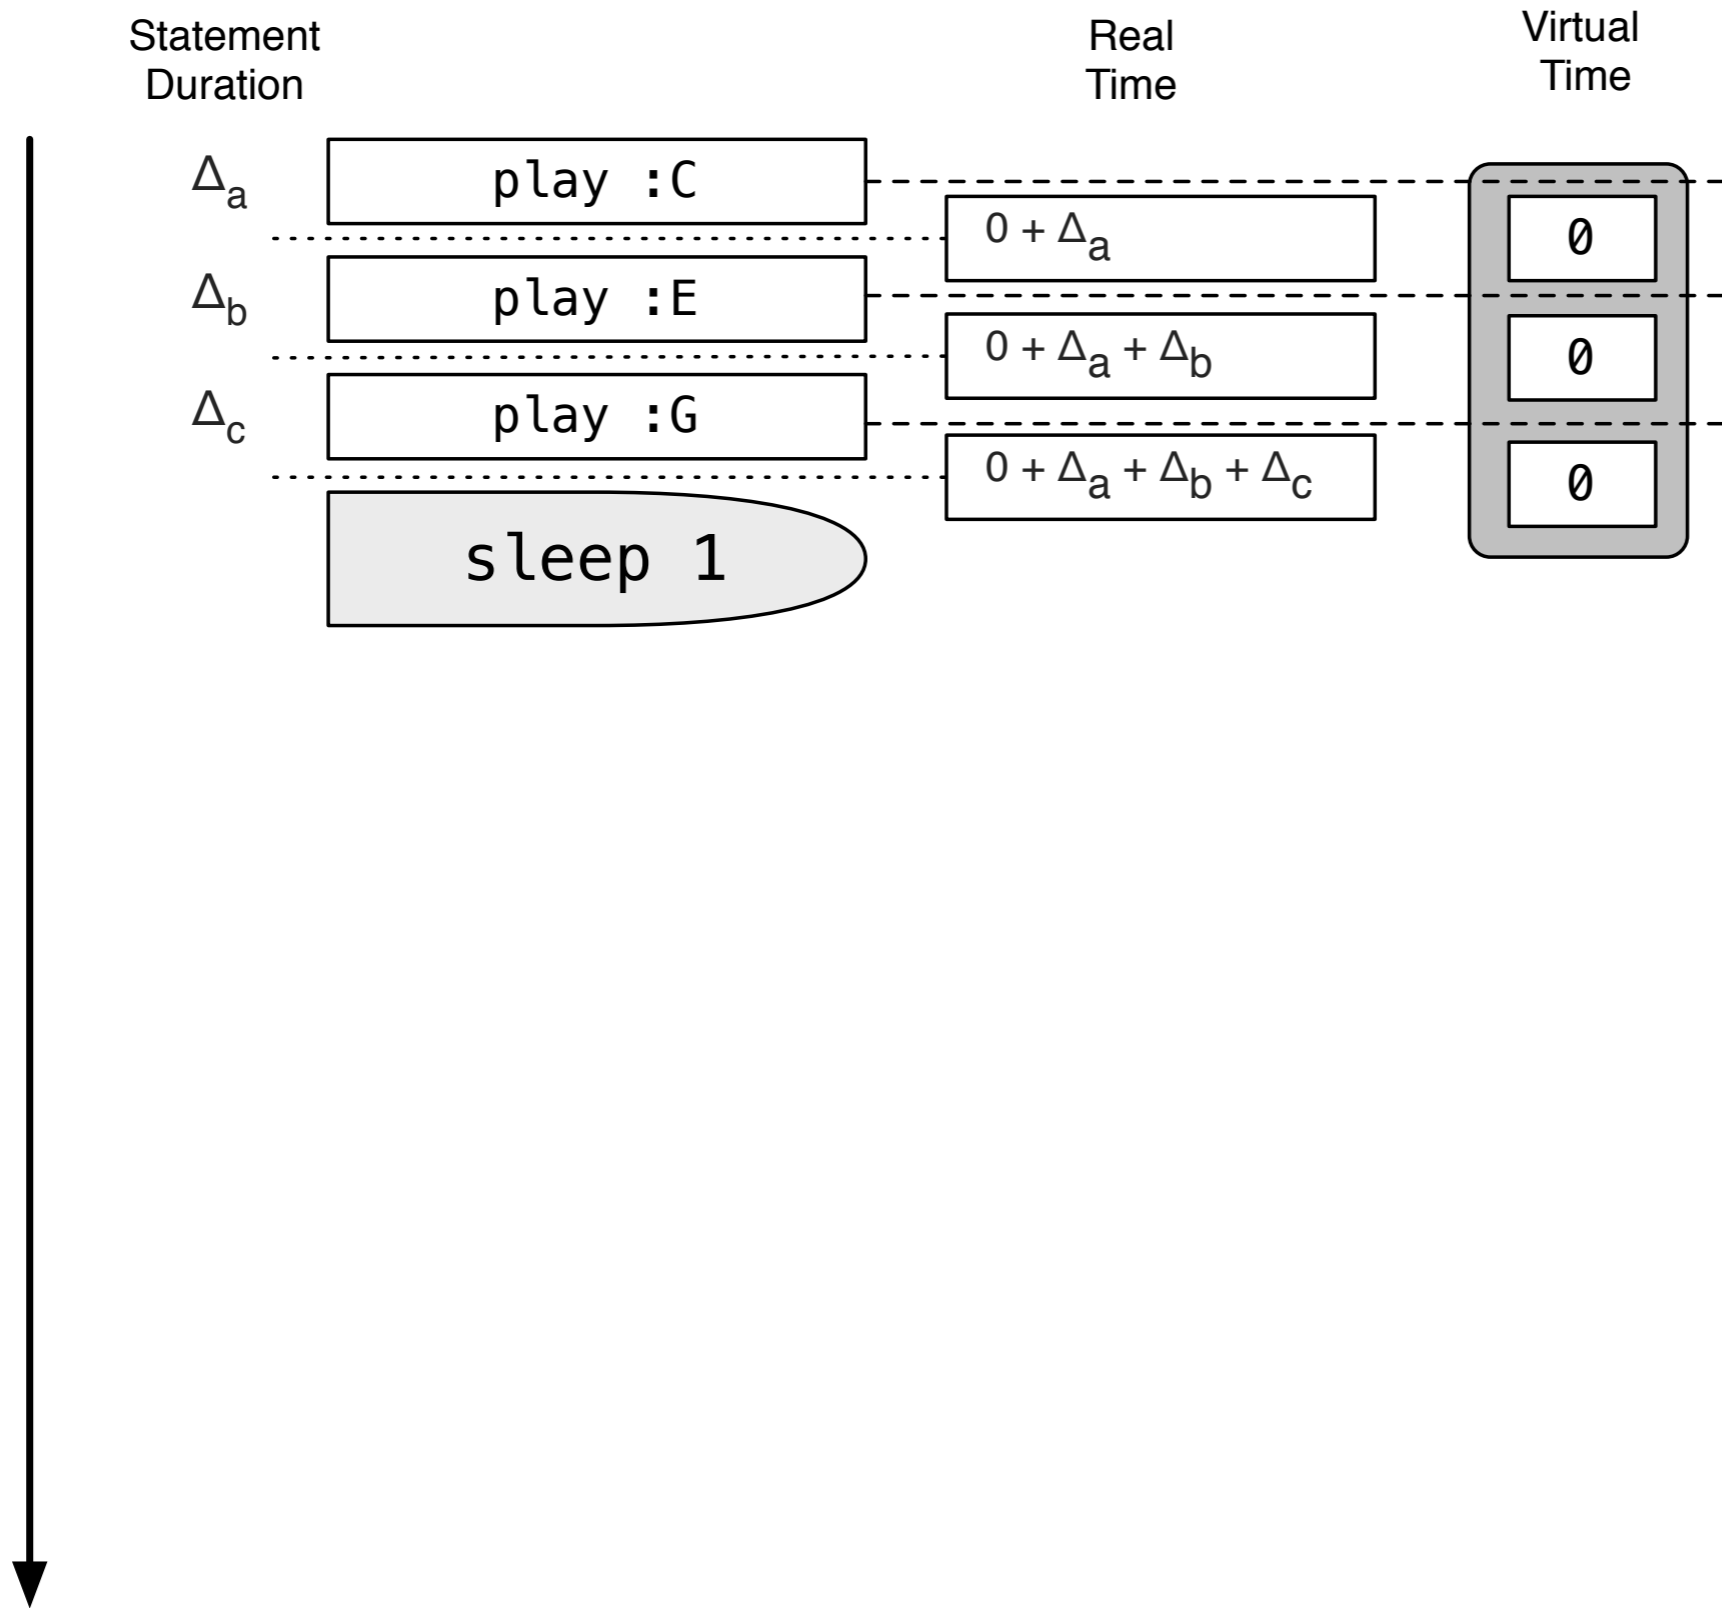 Statement
Duration
Real
Time
Virtual
Time
Δa
play :C
0 + Δa
0
Δb
play :E
0 + Δa + Δb
0
Δc
play :G
0 + Δa + Δb + Δc
0
sleep 1